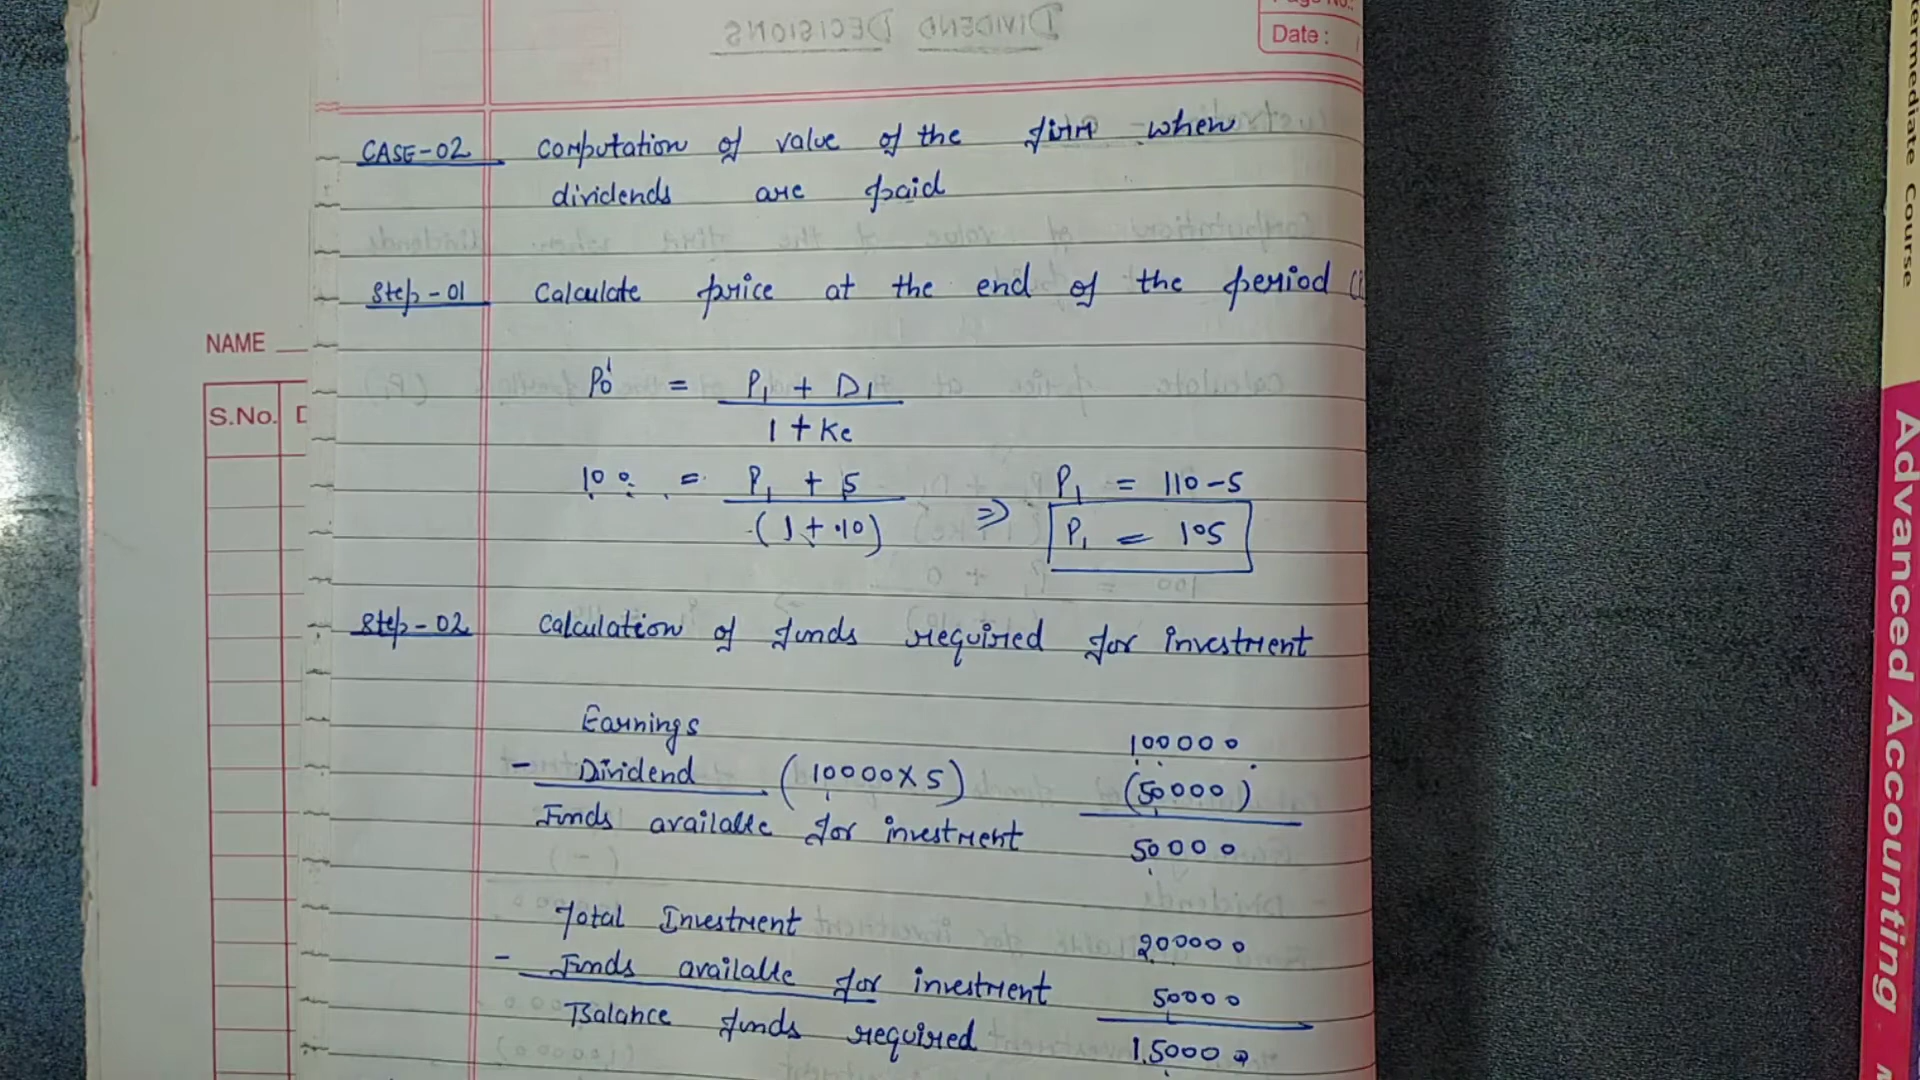 DIVIDEND DECISIONS
Date :
CASE-02 Computation of value of the firm when
dividends are paid
Step-01 Calculate price at the end of the period
P₀' = P₁ + D₁
1 + Ke
100 = P₁ + 5
(1 + .10)
⇒ P₁ = 110-5
P₁ = 105
Step-02 Calculation of funds required for investment
Earnings 100000
- Dividend (10000X5) (50000)
Funds available for investment 50000
Total Investment 200000
- Funds available for investment 50000
Balance funds required 150000
NAME
S.No.
termediate Course
Advanced Accounting